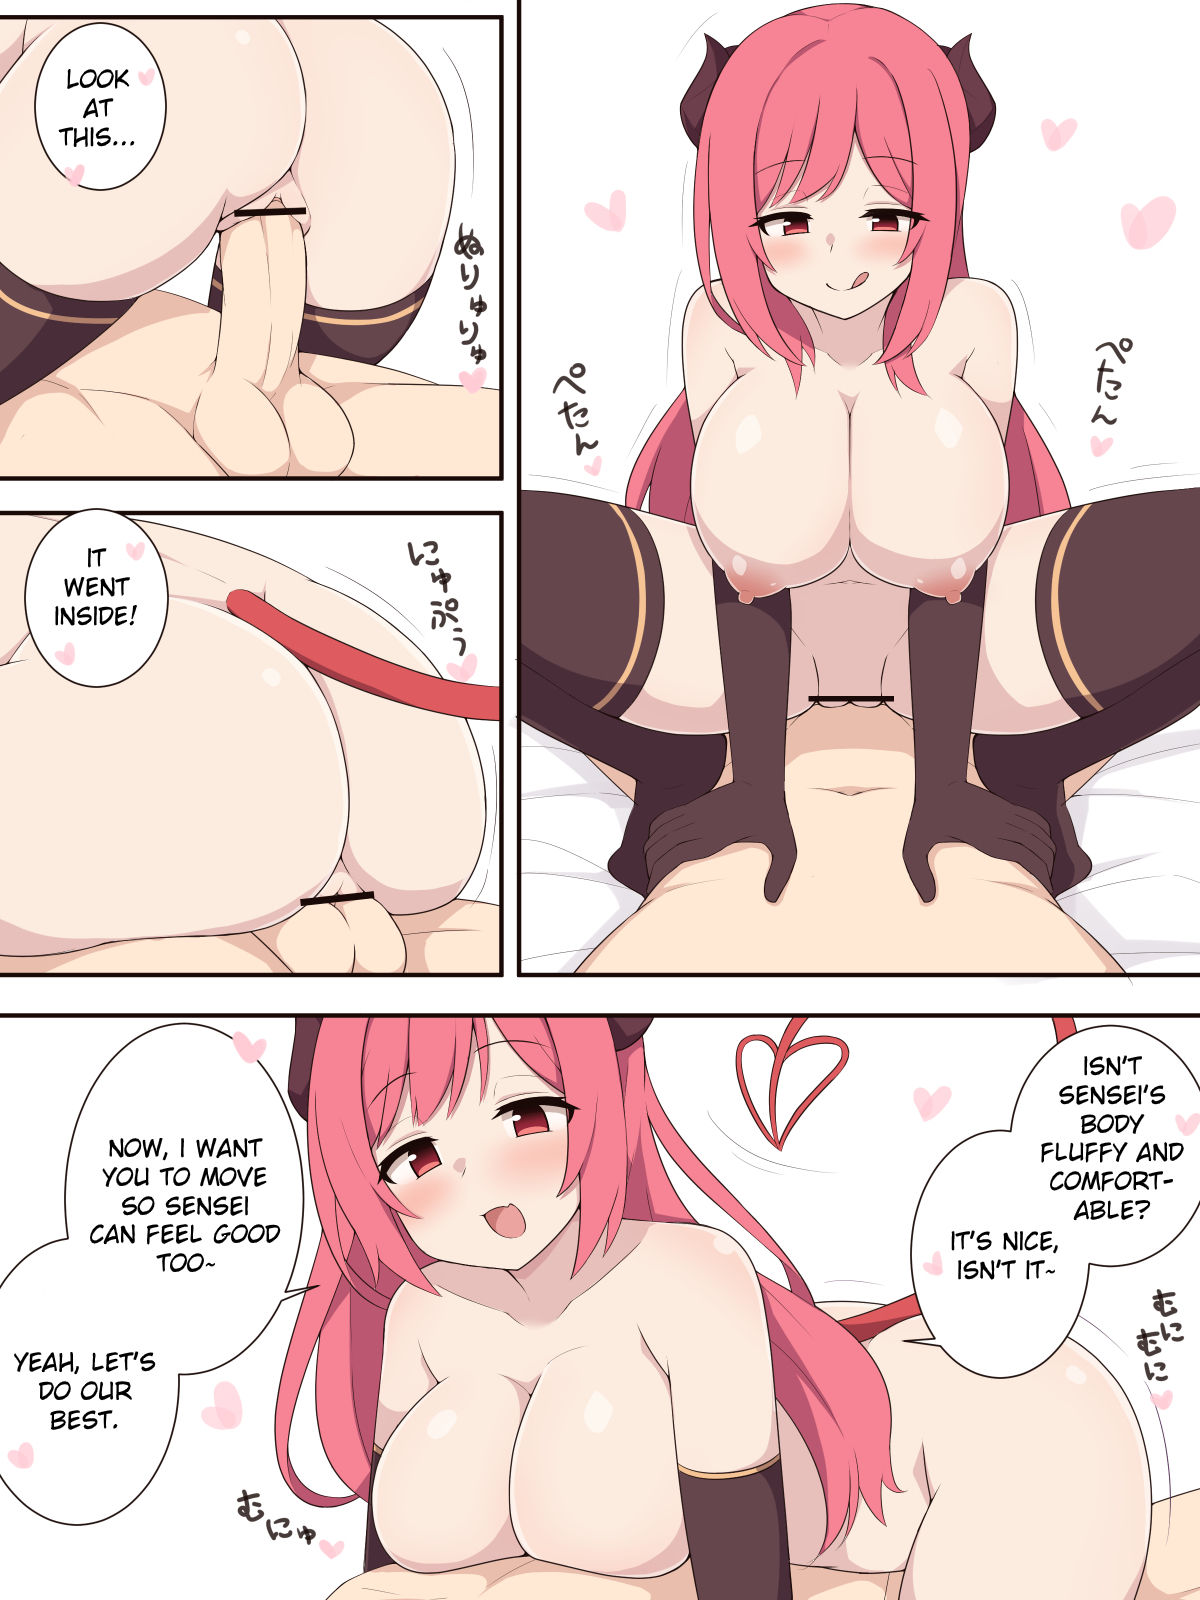 LOOK
AT
THIS...
ぬりゅりゅ
IT
WENT
INSIDE!
にゅぷぅ
ぺたん
ぺたん
NOW, I WANT
YOU TO MOVE
SO SENSEI
CAN FEEL GOOD
TOO~
YEAH, LET'S
DO OUR
BEST.
むにゅ
ISN'T
SENSEI'S
BODY
FLUFFY AND
COMFORT-
ABLE?
IT'S NICE,
ISN'T IT~
むに
むに